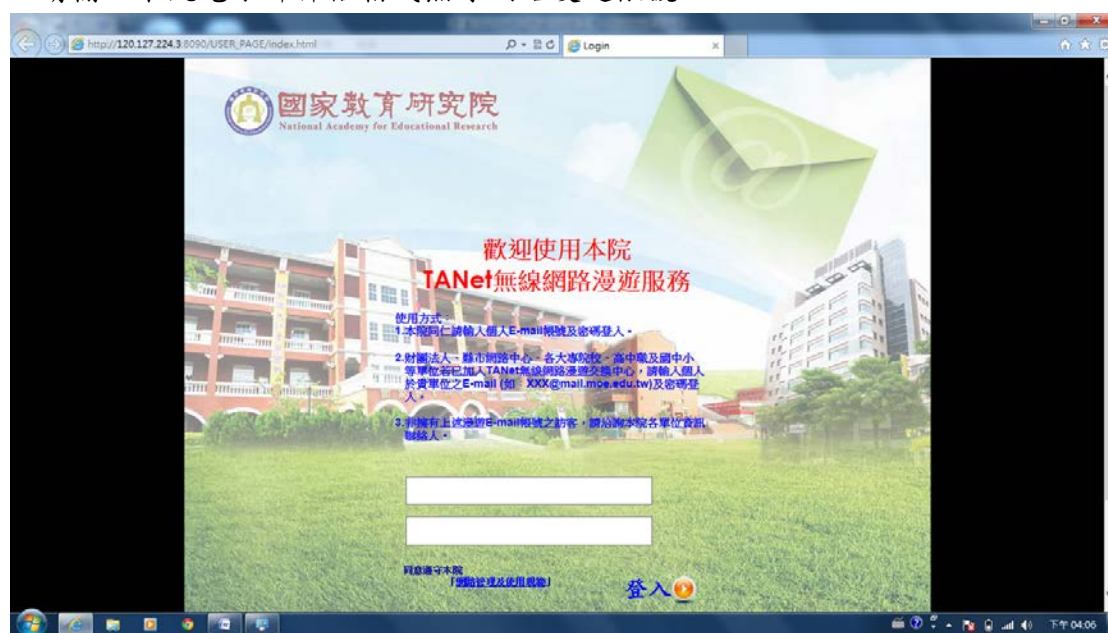 http://120.127.224.3:8090/USER_PAGE/index.html
Login
國家教育研究院
National Academy for Educational Research
歡迎使用本院
TANet無線網路漫遊服務
使用方式：
1.本院同仁請輸入個人E-mail帳號及密碼登入。
2.財團法人、縣市網路中心、各大專院校、高中職及國中小
等單位若已加入TANet無線網路漫遊交換中心，請輸入個人
於貴單位之E-mail (如 XXX@mail.moe.edu.tw)及密碼登
入。
3.非擁有上述漫遊E-mail帳號之訪客，請洽詢本院各單位資訊
聯絡人。
同意遵守本院
「網路管理及使用規範」
登入
下午 04:06